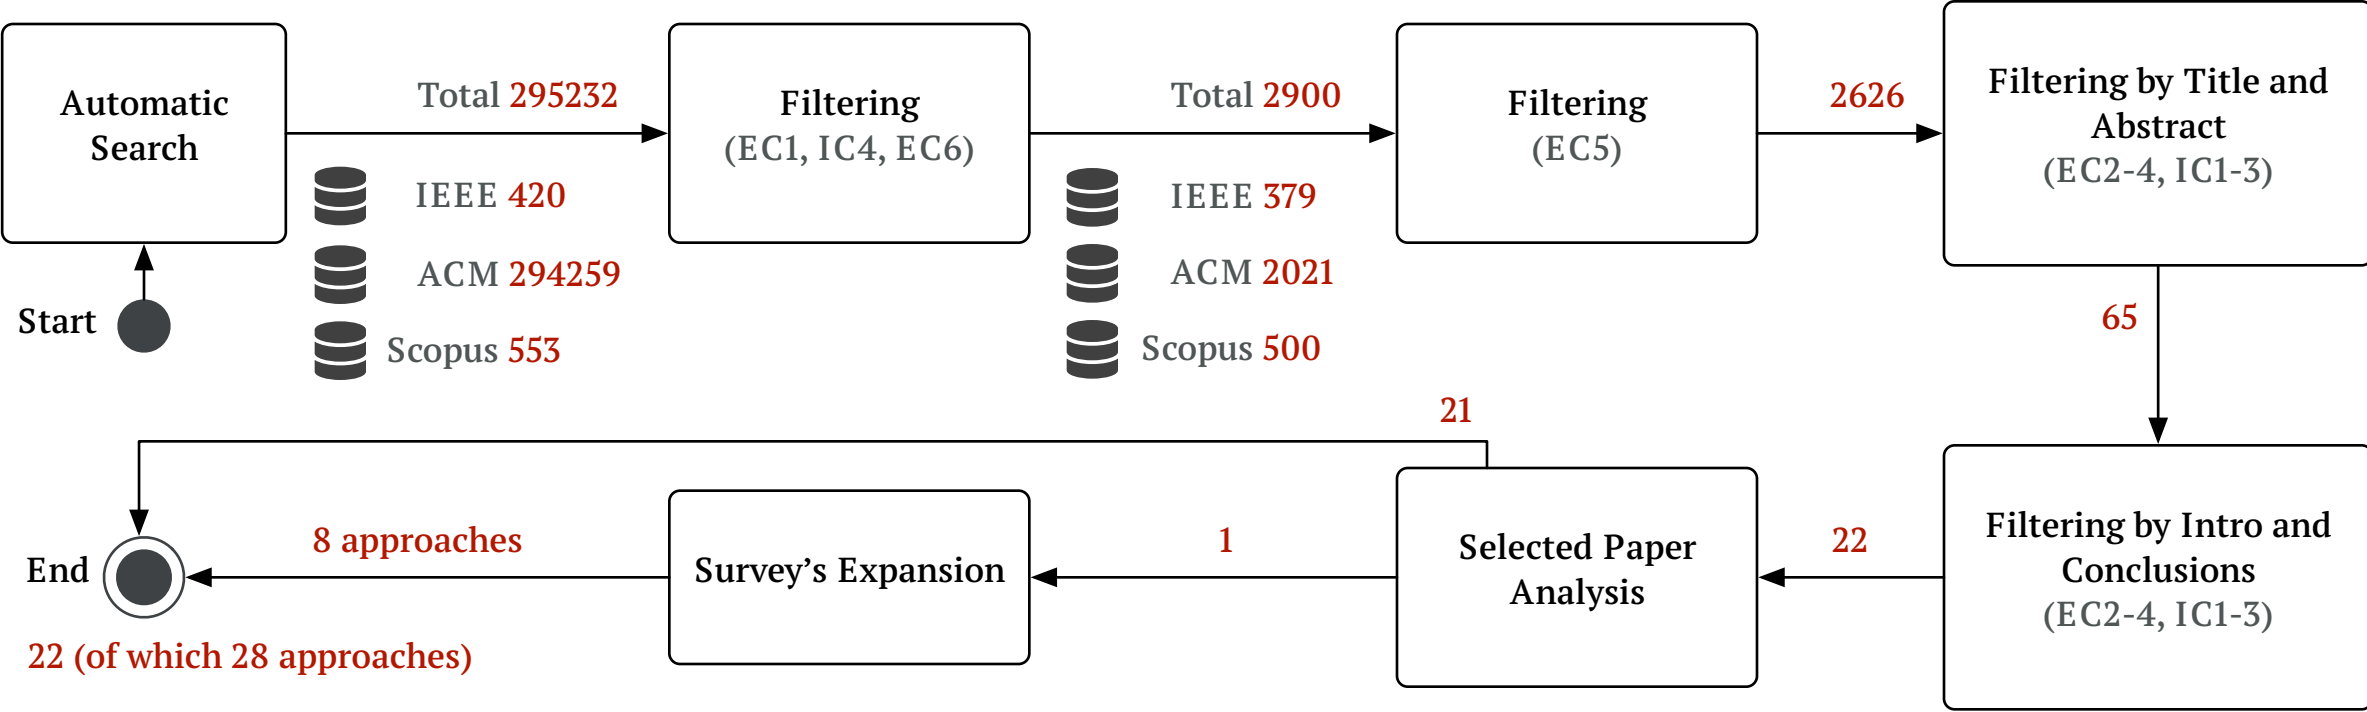 Automatic
Search
Total 295232
IEEE 420
ACM 294259
Scopus 553
Start
Filtering
(EC1, IC4, EC6)
Total 2900
IEEE 379
ACM 2021
Scopus 500
Filtering
(EC5)
2626
Filtering by Title and
Abstract
(EC2-4, IC1-3)
65
Filtering by Intro and
Conclusions
(EC2-4, IC1-3)
22
Selected Paper
Analysis
21
1
Survey’s Expansion
8 approaches
End
22 (of which 28 approaches)